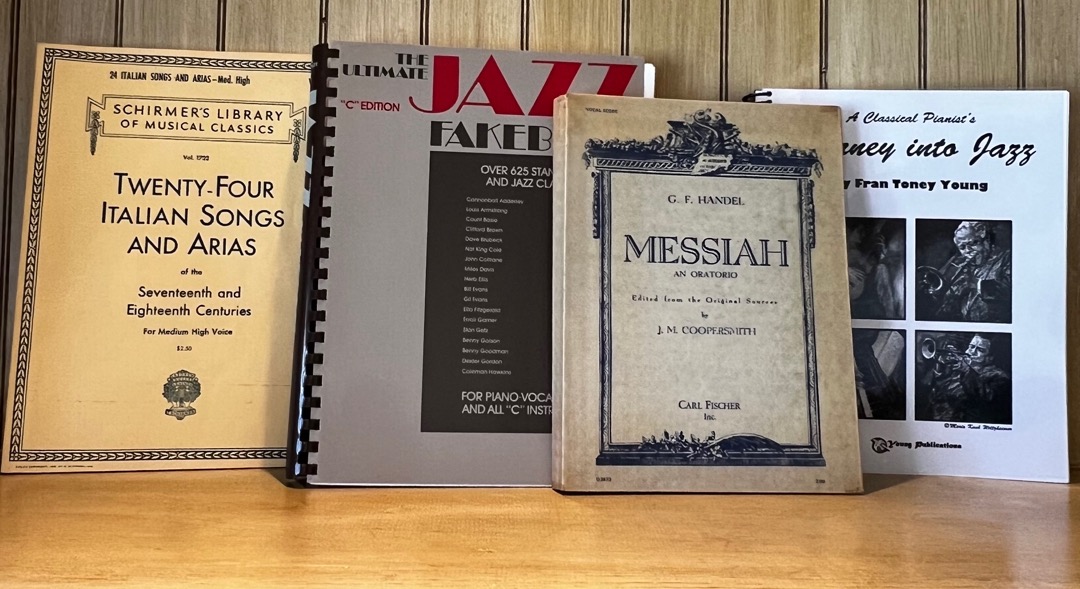 24 ITALIAN SONGS AND ARIAS–Med. High
SCHIRMER'S LIBRARY
OF MUSICAL CLASSICS
Vol. 1722
TWENTY-FOUR
ITALIAN SONGS
AND ARIAS
of the
Seventeenth and
Eighteenth Centuries
For Medium High Voice
$2.50
THE
ULTIMATE
JAZZ
"C" EDITION
FAKEB
OVER 625 STAN
AND JAZZ CLA
Cannonball Adderley
Louis Armstrong
Count Basie
Clifford Brown
Dave Brubeck
Nat King Cole
John Coltrane
Miles Davis
Herb Ellis
Bill Evans
Gil Evans
Ella Fitzgerald
Erroll Garner
Stan Getz
Benny Golson
Benny Goodman
Dexter Gordon
Coleman Hawkins
FOR PIANO·VOCA
AND ALL "C" INSTR
VOCAL SCORE
G. F. HANDEL
MESSIAH
AN ORATORIO
Edited from the Original Sources
by
J. M. COOPERSMITH
CARL FISCHER
Inc.
A Classical Pianist's
ney into Jazz
y Fran Toney Young
Young Publications